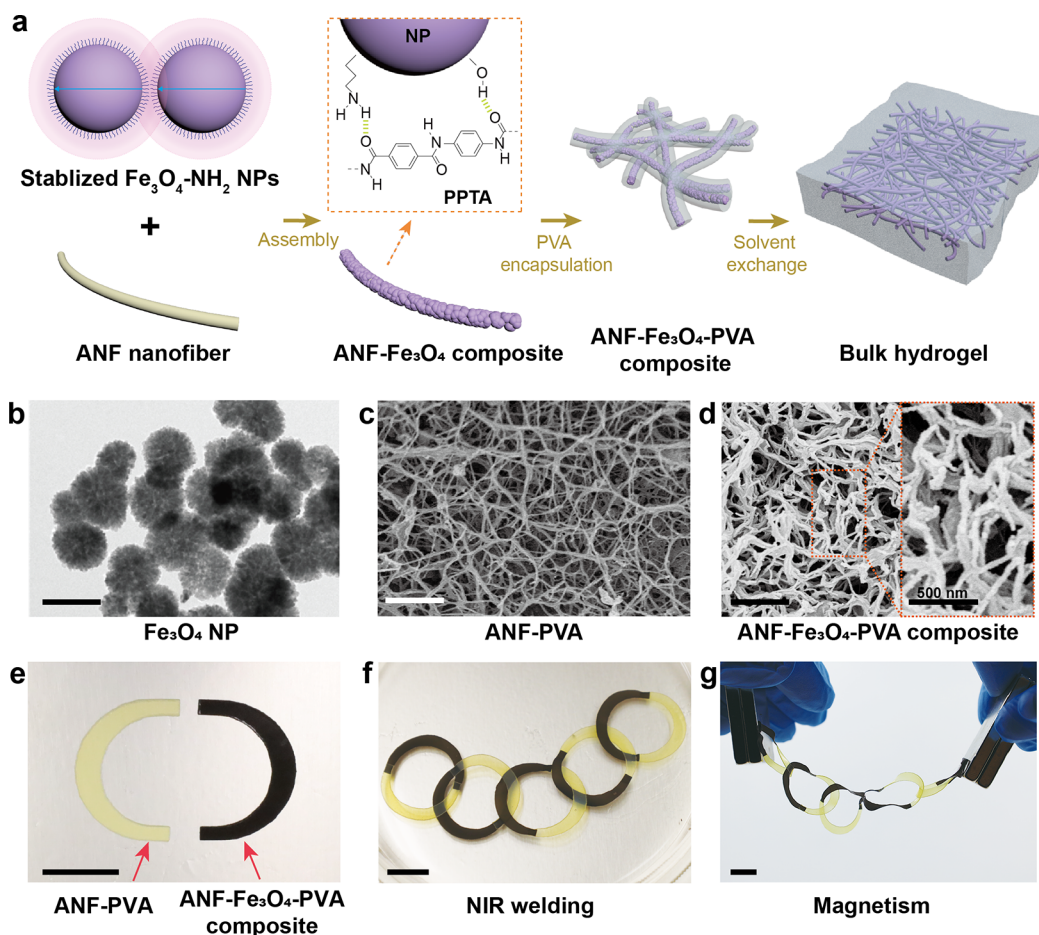 a
NP
NH
H
O
H
O
O
N
H
O
H
N
O
N
H
PPTA
Stablized Fe₃O₄-NH₂ NPs
+
Assembly
PVA
encapsulation
Solvent
exchange
ANF nanofiber
ANF-Fe₃O₄ composite
ANF-Fe₃O₄-PVA
composite
Bulk hydrogel
b
c
d
500 nm
Fe₃O₄ NP
ANF-PVA
ANF-Fe₃O₄-PVA composite
e
f
g
ANF-PVA
ANF-Fe₃O₄-PVA
composite
NIR welding
Magnetism